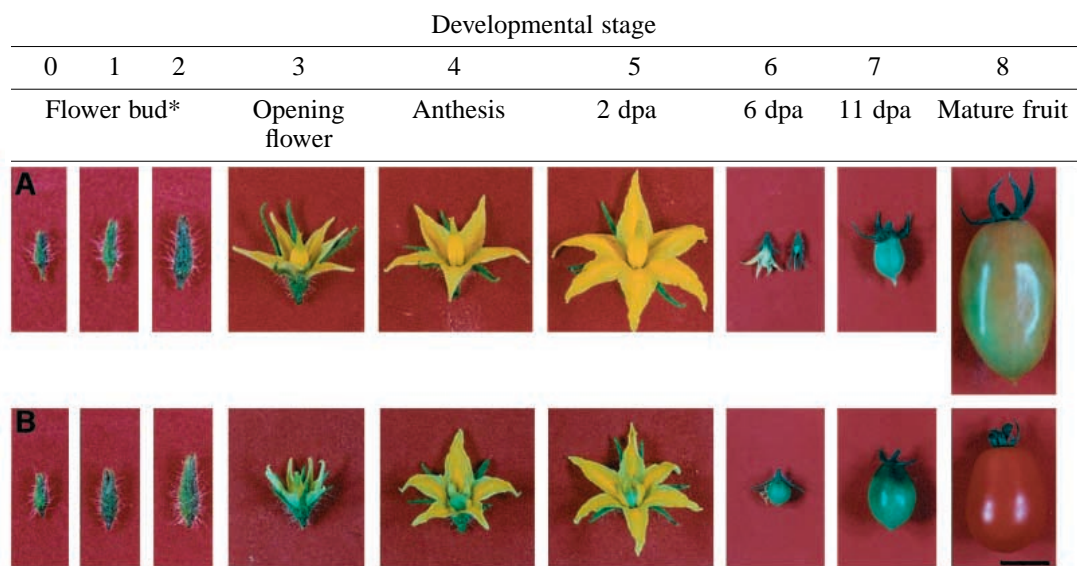 Developmental stage
0 1 2 3 4 5 6 7 8
Flower bud* Opening flower Anthesis 2 dpa 6 dpa 11 dpa Mature fruit
A
B